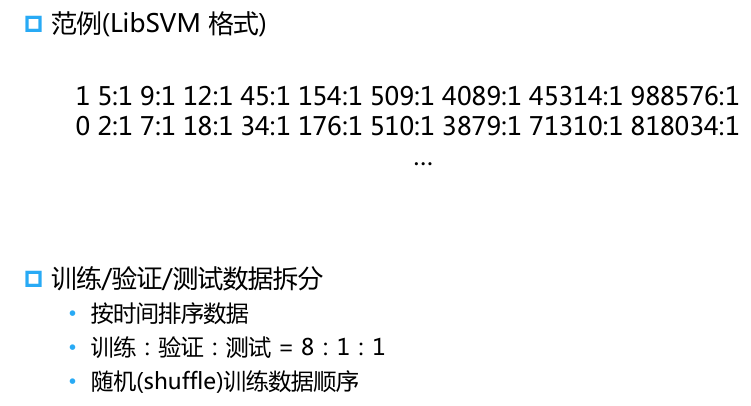 范例(LibSVM 格式)
1 5:1 9:1 12:1 45:1 154:1 509:1 4089:1 45314:1 988576:1
0 2:1 7:1 18:1 34:1 176:1 510:1 3879:1 71310:1 818034:1
...
训练/验证/测试数据拆分
• 按时间排序数据
• 训练：验证：测试 = 8：1：1
• 随机(shuffle)训练数据顺序